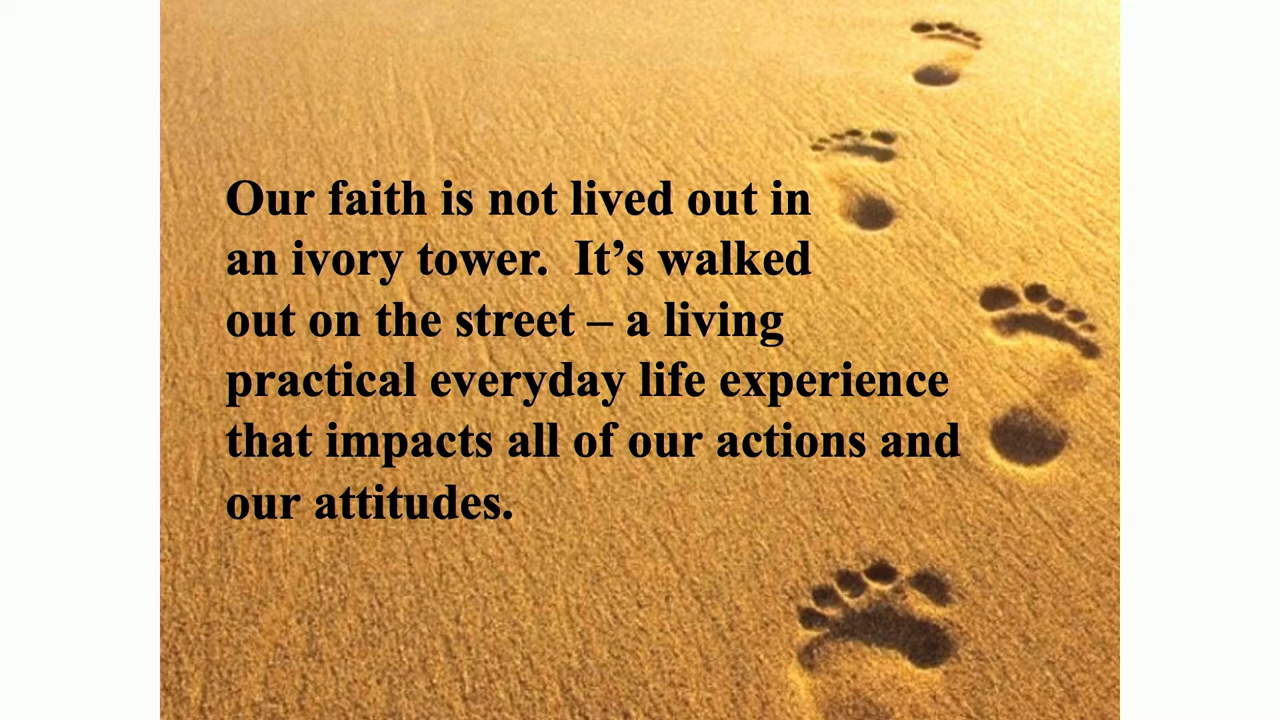 Our faith is not lived out in
an ivory tower.  It’s walked
out on the street – a living
practical everyday life experience
that impacts all of our actions and
our attitudes.